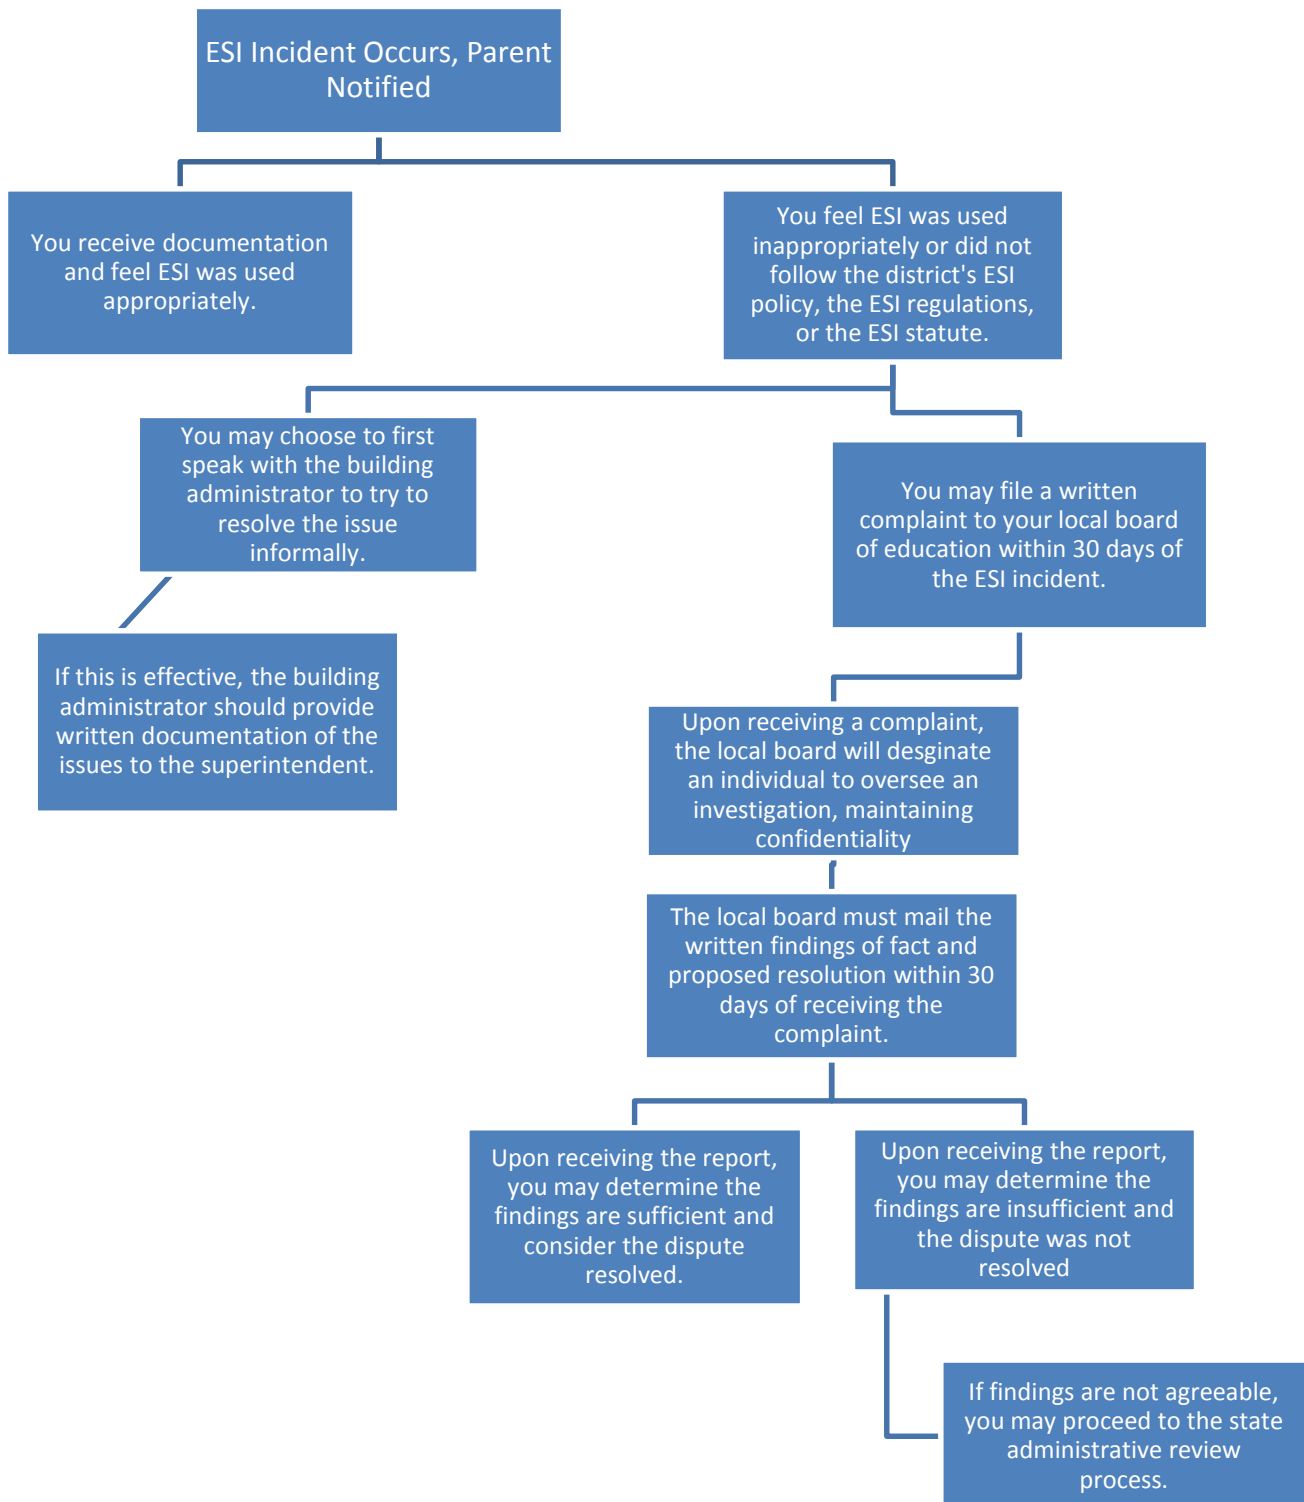 ESI Incident Occurs, Parent
Notified
You receive documentation
and feel ESI was used
appropriately.
You feel ESI was used
inappropriately or did not
follow the district's ESI
policy, the ESI regulations,
or the ESI statute.
You may choose to first
speak with the building
administrator to try to
resolve the issue
informally.
You may file a written
complaint to your local board
of education within 30 days of
the ESI incident.
If this is effective, the building
administrator should provide
written documentation of the
issues to the superintendent.
Upon receiving a complaint,
the local board will desginate
an individual to oversee an
investigation, maintaining
confidentiality
The local board must mail the
written findings of fact and
proposed resolution within 30
days of receiving the
complaint.
Upon receiving the report,
you may determine the
findings are sufficient and
consider the dispute
resolved.
Upon receiving the report,
you may determine the
findings are insufficient and
the dispute was not
resolved
If findings are not agreeable,
you may proceed to the state
administrative review
process.